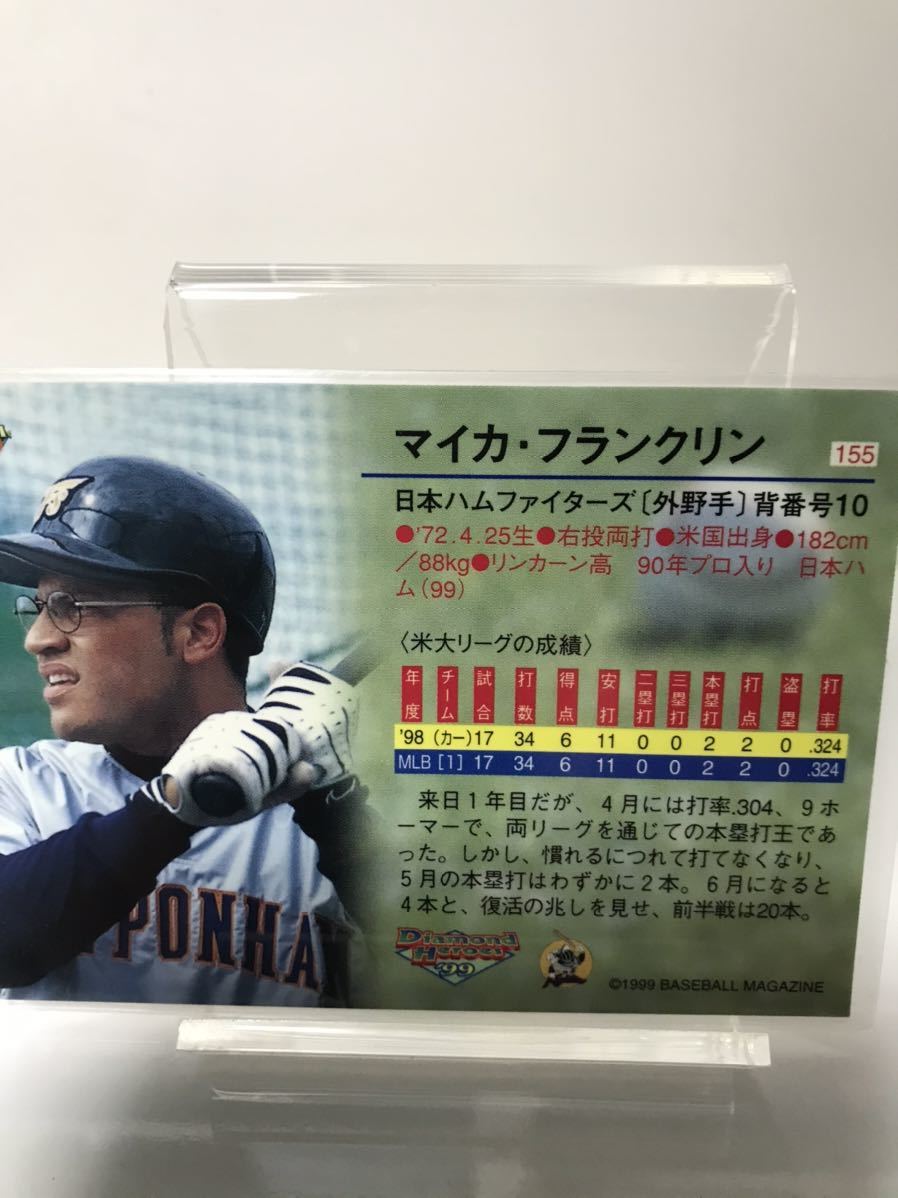 マイカ・フランクリン
155
日本ハムファイターズ〔外野手〕背番号10
●'72.4.25生●右投両打●米国出身●182cm
／88kg●リンカーン高　90年プロ入り　日本ハ
ム(99)
〈米大リーグの成績〉
年度 チーム 試合 打数 得点 安打 二塁打 三塁打 本塁打 打点 盗塁 打率
'98 (カー) 17 34 6 11 0 0 2 2 0 .324
MLB [1] 17 34 6 11 0 0 2 2 0 .324
来日1年目だが、4月には打率.304、9ホ
ーマーで、両リーグを通じての本塁打王であ
った。しかし、慣れるにつれて打てなくなり、
5月の本塁打はわずかに2本。6月になると
4本と、復活の兆しを見せ、前半戦は20本。
Diamond
Heroes
'99
©1999 BASEBALL MAGAZINE
PPONHA